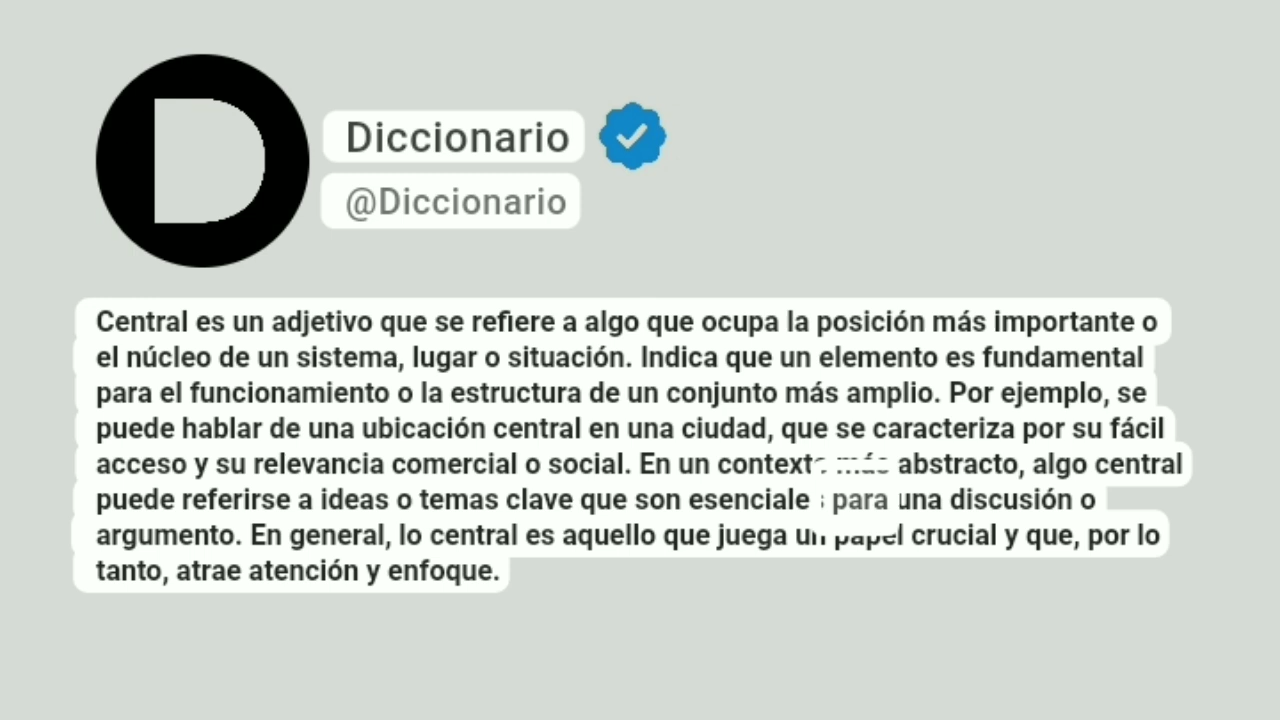 D
Diccionario
@Diccionario
Central es un adjetivo que se refiere a algo que ocupa la posición más importante o
el núcleo de un sistema, lugar o situación. Indica que un elemento es fundamental
para el funcionamiento o la estructura de un conjunto más amplio. Por ejemplo, se
puede hablar de una ubicación central en una ciudad, que se caracteriza por su fácil
acceso y su relevancia comercial o social. En un contexto más abstracto, algo central
puede referirse a ideas o temas clave que son esenciales para una discusión o
argumento. En general, lo central es aquello que juega un papel crucial y que, por lo
tanto, atrae atención y enfoque.